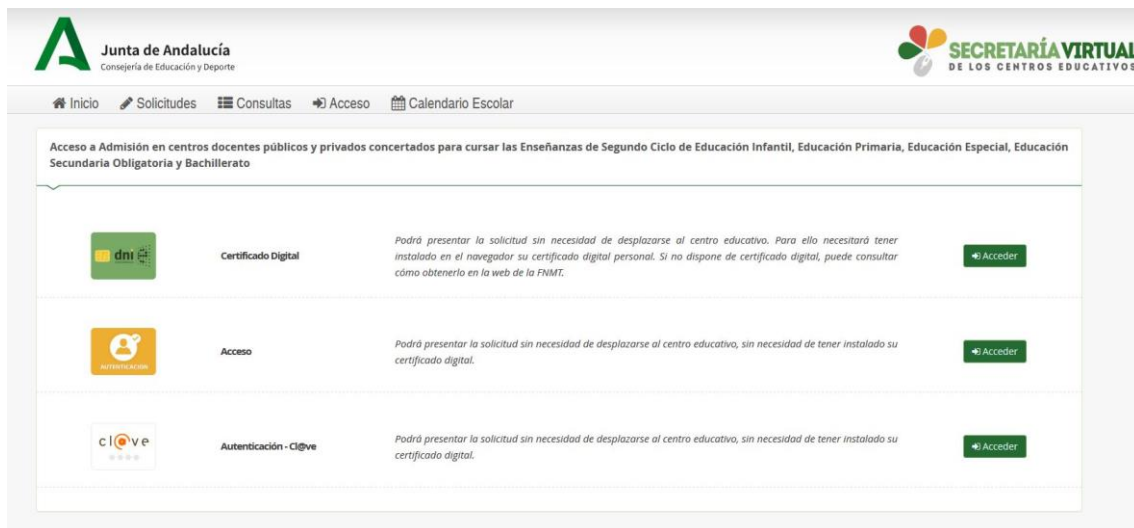 Junta de Andalucía
Consejería de Educación y Deporte
SECRETARÍA VIRTUAL
DE LOS CENTROS EDUCATIVOS
Inicio Solicitudes Consultas Acceso Calendario Escolar
Acceso a Admisión en centros docentes públicos y privados concertados para cursar las Enseñanzas de Segundo Ciclo de Educación Infantil, Educación Primaria, Educación Especial, Educación
Secundaria Obligatoria y Bachillerato
dni
Certificado Digital
Podrá presentar la solicitud sin necesidad de desplazarse al centro educativo. Para ello necesitará tener
instalado en el navegador su certificado digital personal. Si no dispone de certificado digital, puede consultar
cómo obtenerlo en la web de la FNMT.
Acceder
AUTENTICACION
Acceso
Podrá presentar la solicitud sin necesidad de desplazarse al centro educativo, sin necesidad de tener instalado su
certificado digital.
Acceder
cl@ve
Autenticación - Cl@ve
Podrá presentar la solicitud sin necesidad de desplazarse al centro educativo, sin necesidad de tener instalado su
certificado digital.
Acceder